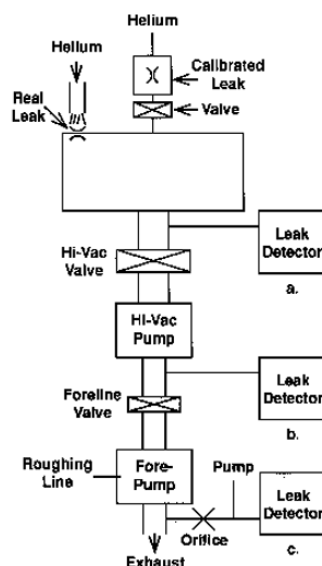 Helium
Helium
Calibrated
Leak
Real
Leak
Valve
Hi-Vac
Valve
Leak
Detector
a.
Hi-Vac
Pump
Foreline
Valve
Leak
Detector
b.
Roughing
Line
Fore-
Pump
Pump
Leak
Detector
Orifice
c.
Exhaust